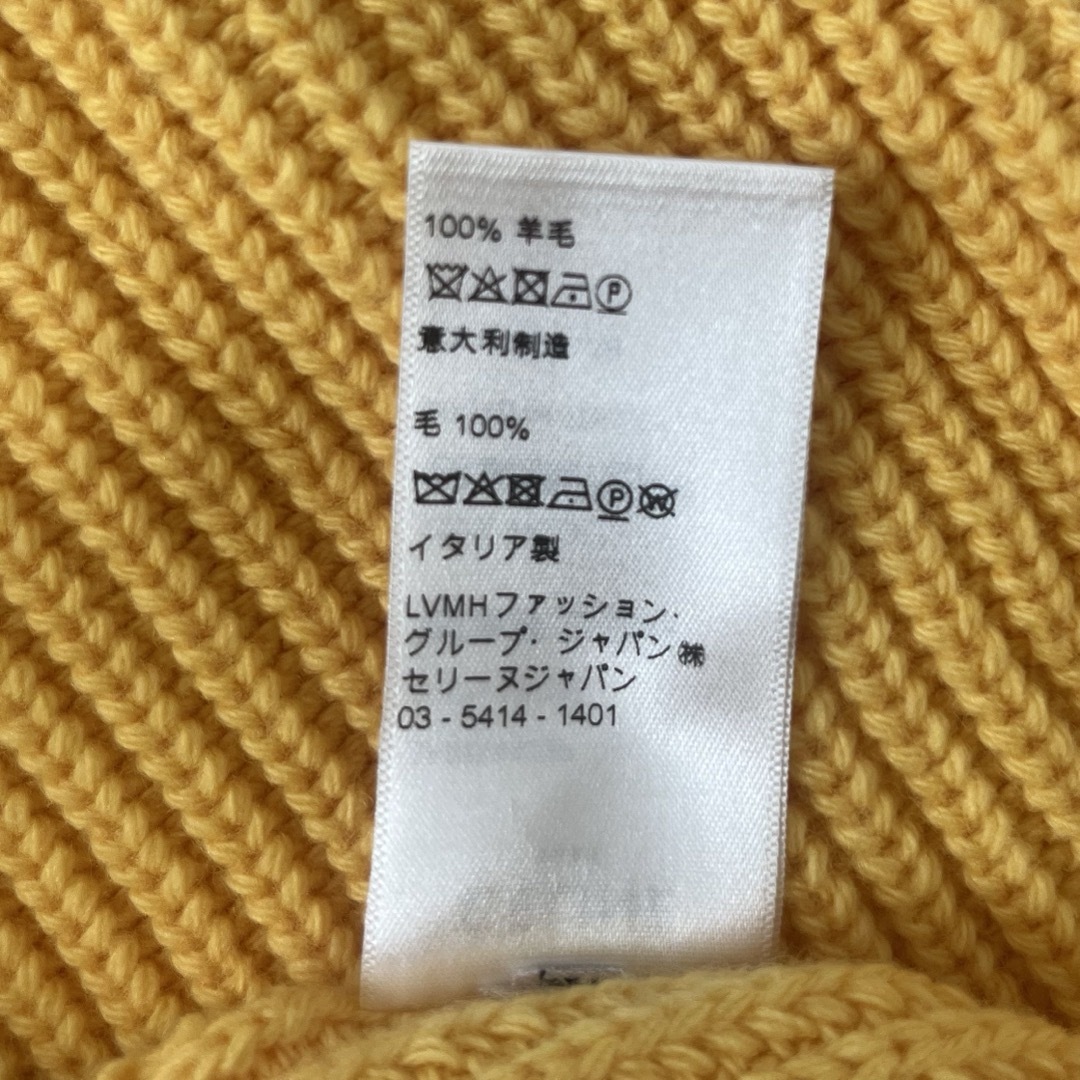 100% 羊毛
P
意大利制造
毛 100%
P W
イタリア製
LVMHファッション・
グループ・ジャパン㈱
セリーヌジャパン
03 - 5414 - 1401